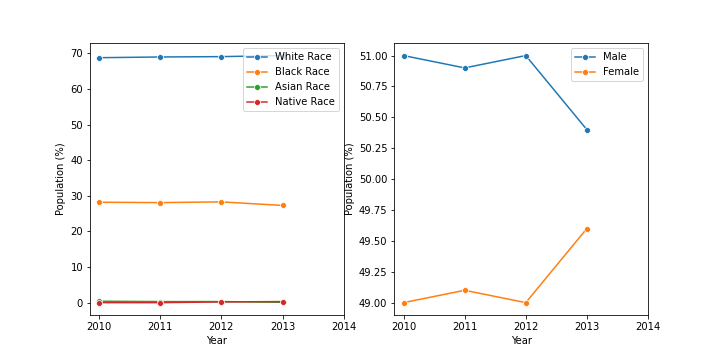 70
60
50
40
30
20
10
0
Population (%)
2010
2011
2012
2013
2014
Year
White Race
Black Race
Asian Race
Native Race
51.00
50.75
50.50
50.25
50.00
49.75
49.50
49.25
49.00
Population (%)
2010
2011
2012
2013
2014
Year
Male
Female